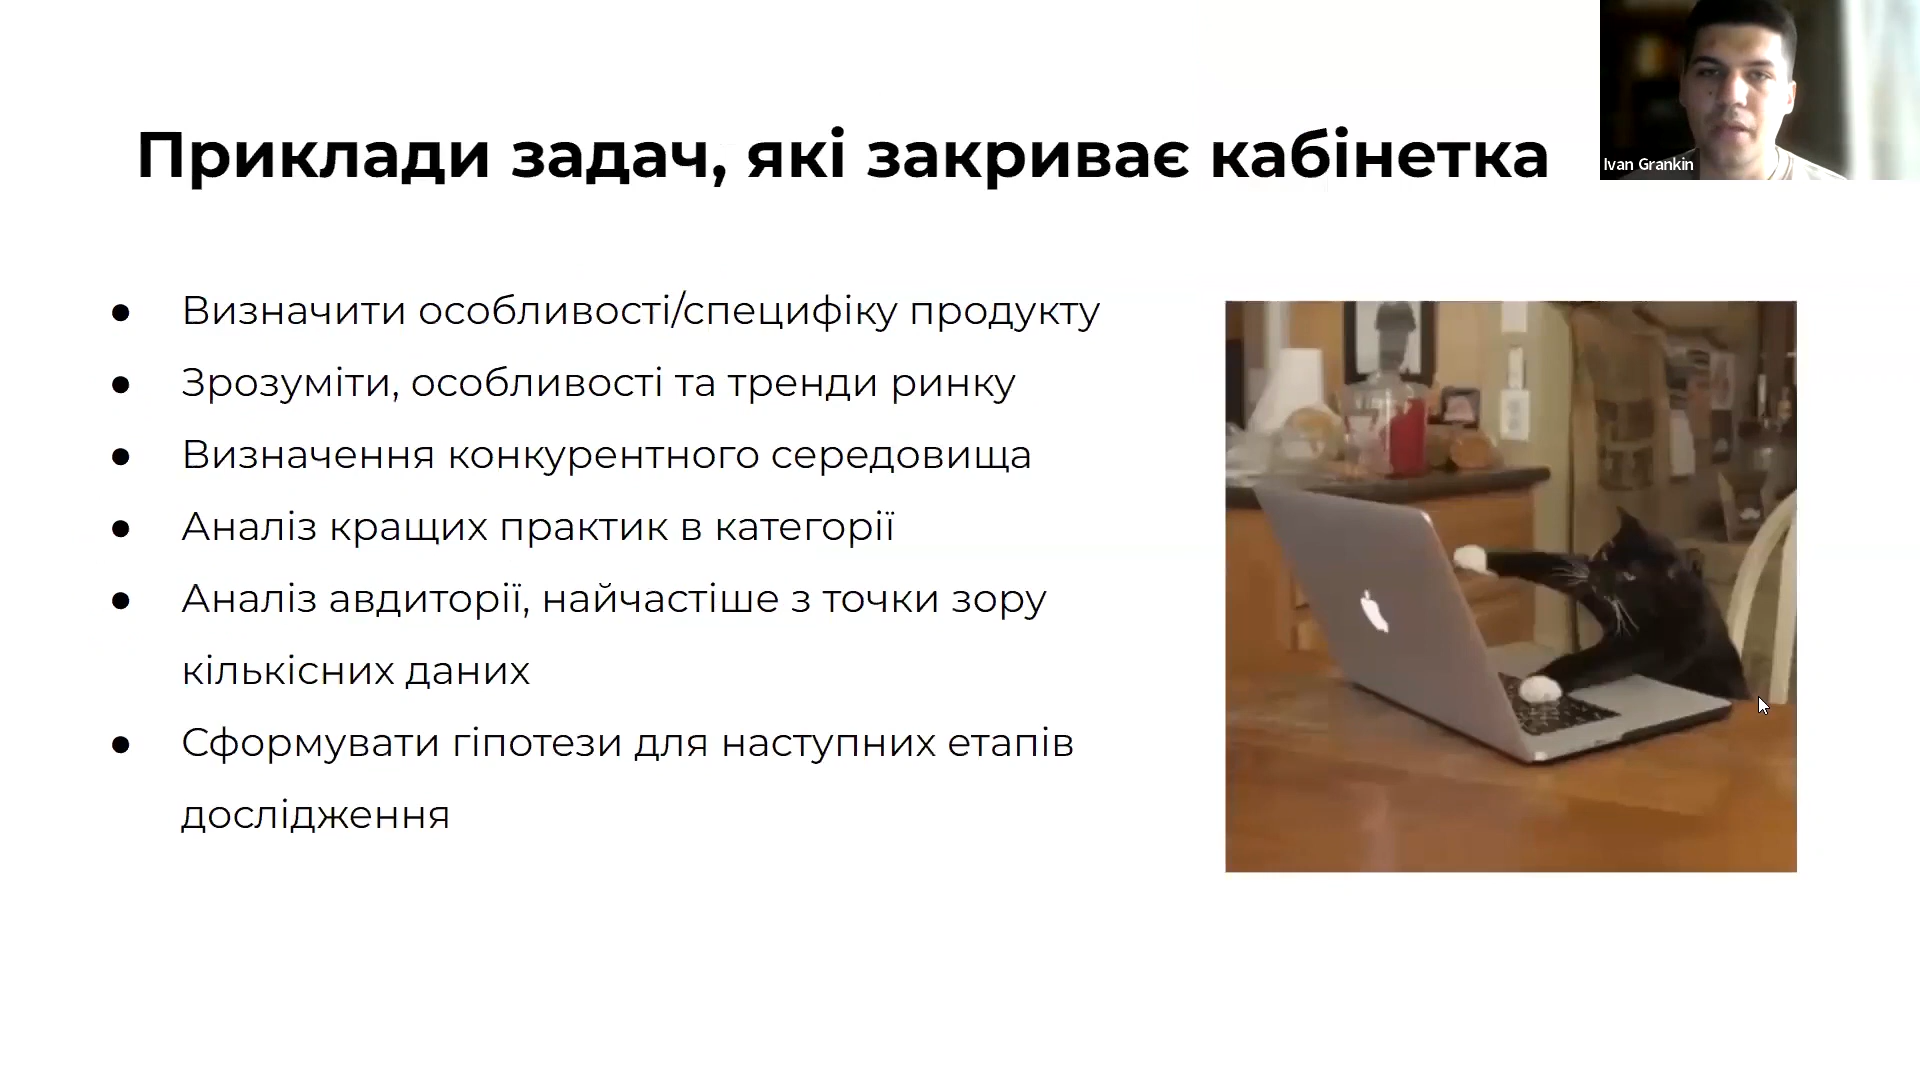 Приклади задач, які закриває кабінетка
Ivan Grankin
● Визначити особливості/специфіку продукту
● Зрозуміти, особливості та тренди ринку
● Визначення конкурентного середовища
● Аналіз кращих практик в категорії
● Аналіз авдиторії, найчастіше з точки зору
кількісних даних
● Сформувати гіпотези для наступних етапів
дослідження